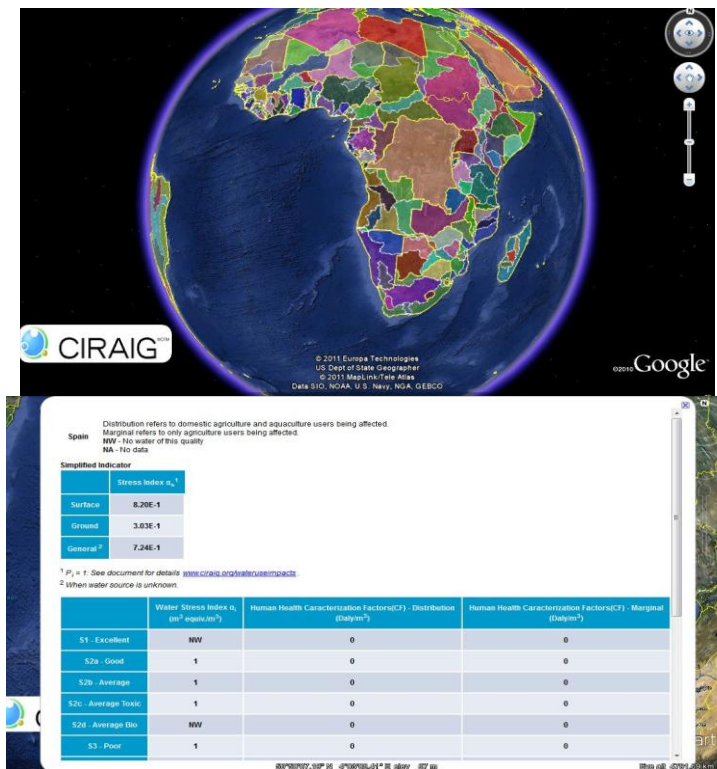 N
CIRAIG
© 2011 Europa Technologies
US Dept of State Geographer
© 2011 MapLink/Tele Atlas
Data SIO, NOAA, U.S. Navy, NGA, GEBCO
©2010 Google
Spain
Distribution refers to domestic agriculture and aquaculture users being affected.
Marginal refers to only agriculture users being affected.
NW - No water of this quality
NA - No data
Simplified Indicator
Stress Index αₑ¹
Surface 8.20E-1
Ground 3.03E-1
General ² 7.24E-1
See document for details www.ciraig.org/wateruseimpacts .
² When water source is unknown.
Water Stress Index αᵢ (m³ equiv./m³) Human Health Caracterization Factors(CF) - Distribution (Daly/m³) Human Health Caracterization Factors(CF) - Marginal (Daly/m³)
S1 - Excellent NW 0 0
S2a - Good 1 0 0
S2b - Average 1 0 0
S2c - Average Toxic 1 0 0
S2d - Average Bio NW 0 0
S3 - Poor 1 0 0